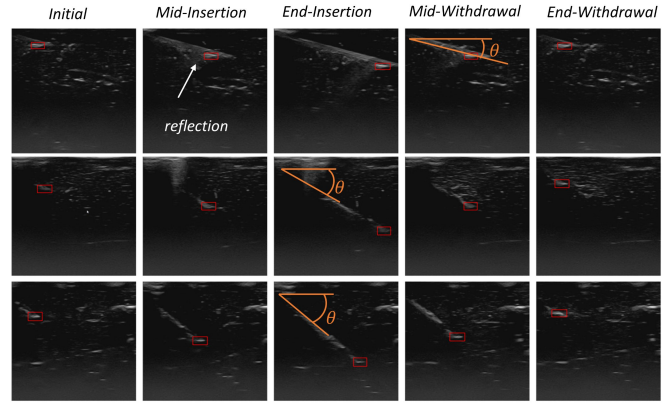 Initial
Mid-Insertion
End-Insertion
Mid-Withdrawal
End-Withdrawal
θ
reflection
θ
θ